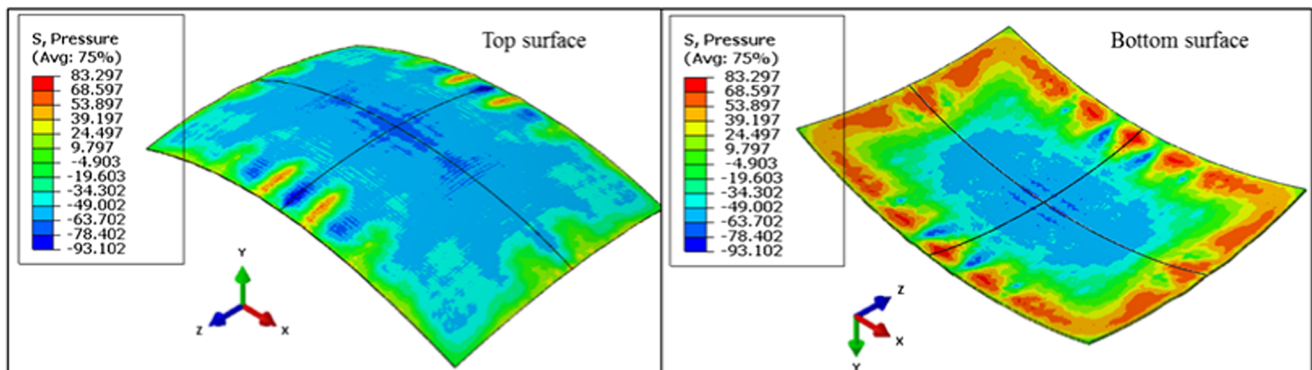 Top surface
S, Pressure
(Avg: 75%)
83.297
68.597
53.897
39.197
24.497
9.797
-4.903
-19.603
-34.302
-49.002
-63.702
-78.402
-93.102
Y
Z
X
Bottom surface
S, Pressure
(Avg: 75%)
83.297
68.597
53.897
39.197
24.497
9.797
-4.903
-19.603
-34.302
-49.002
-63.702
-78.402
-93.102
Z
X
Y